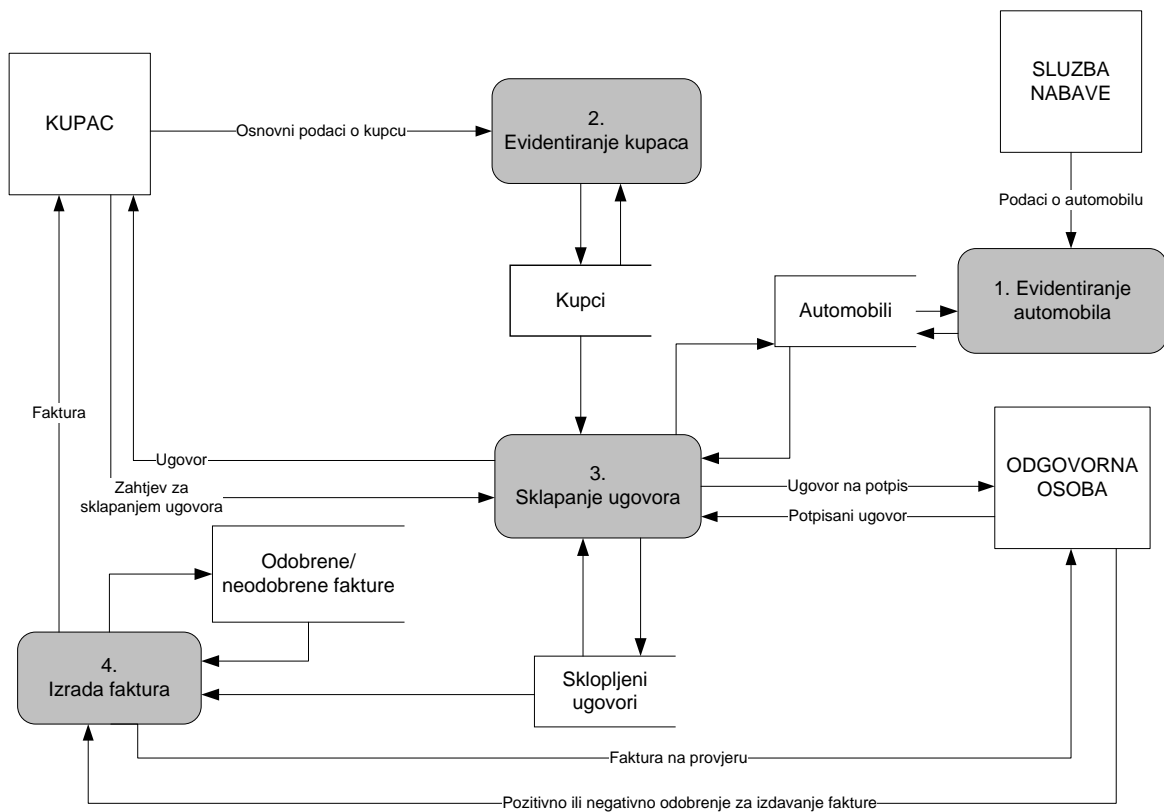 SLUZBA
NABAVE
KUPAC
Osnovni podaci o kupcu
2.
Evidentiranje kupaca
Podaci o automobilu
Kupci
Automobili
1. Evidentiranje
automobila
Faktura
Ugovor
Zahtjev za
sklapanjem ugovora
3.
Sklapanje ugovora
Ugovor na potpis
Potpisani ugovor
ODGOVORNA
OSOBA
Odobrene/
neodobrene fakture
4.
Izrada faktura
Sklopljeni
ugovori
Faktura na provjeru
Pozitivno ili negativno odobrenje za izdavanje fakture